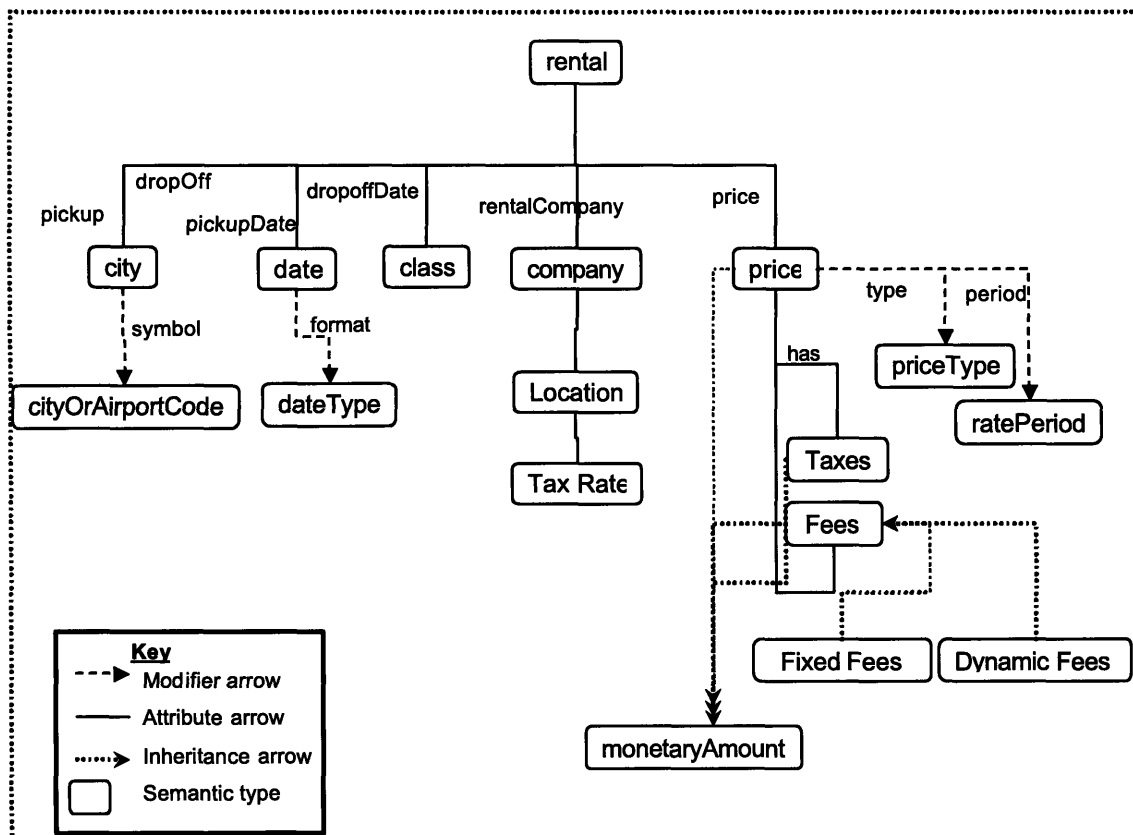 rental
dropOff
dropoffDate
pickup
pickupDate
rentalCompany
price
city
date
class
company
price
symbol
format
type
period
has
cityOrAirportCode
dateType
Location
priceType
ratePeriod
Taxes
Tax Rate
Fees
Fixed Fees
Dynamic Fees
monetaryAmount
Key
Modifier arrow
Attribute arrow
Inheritance arrow
Semantic type